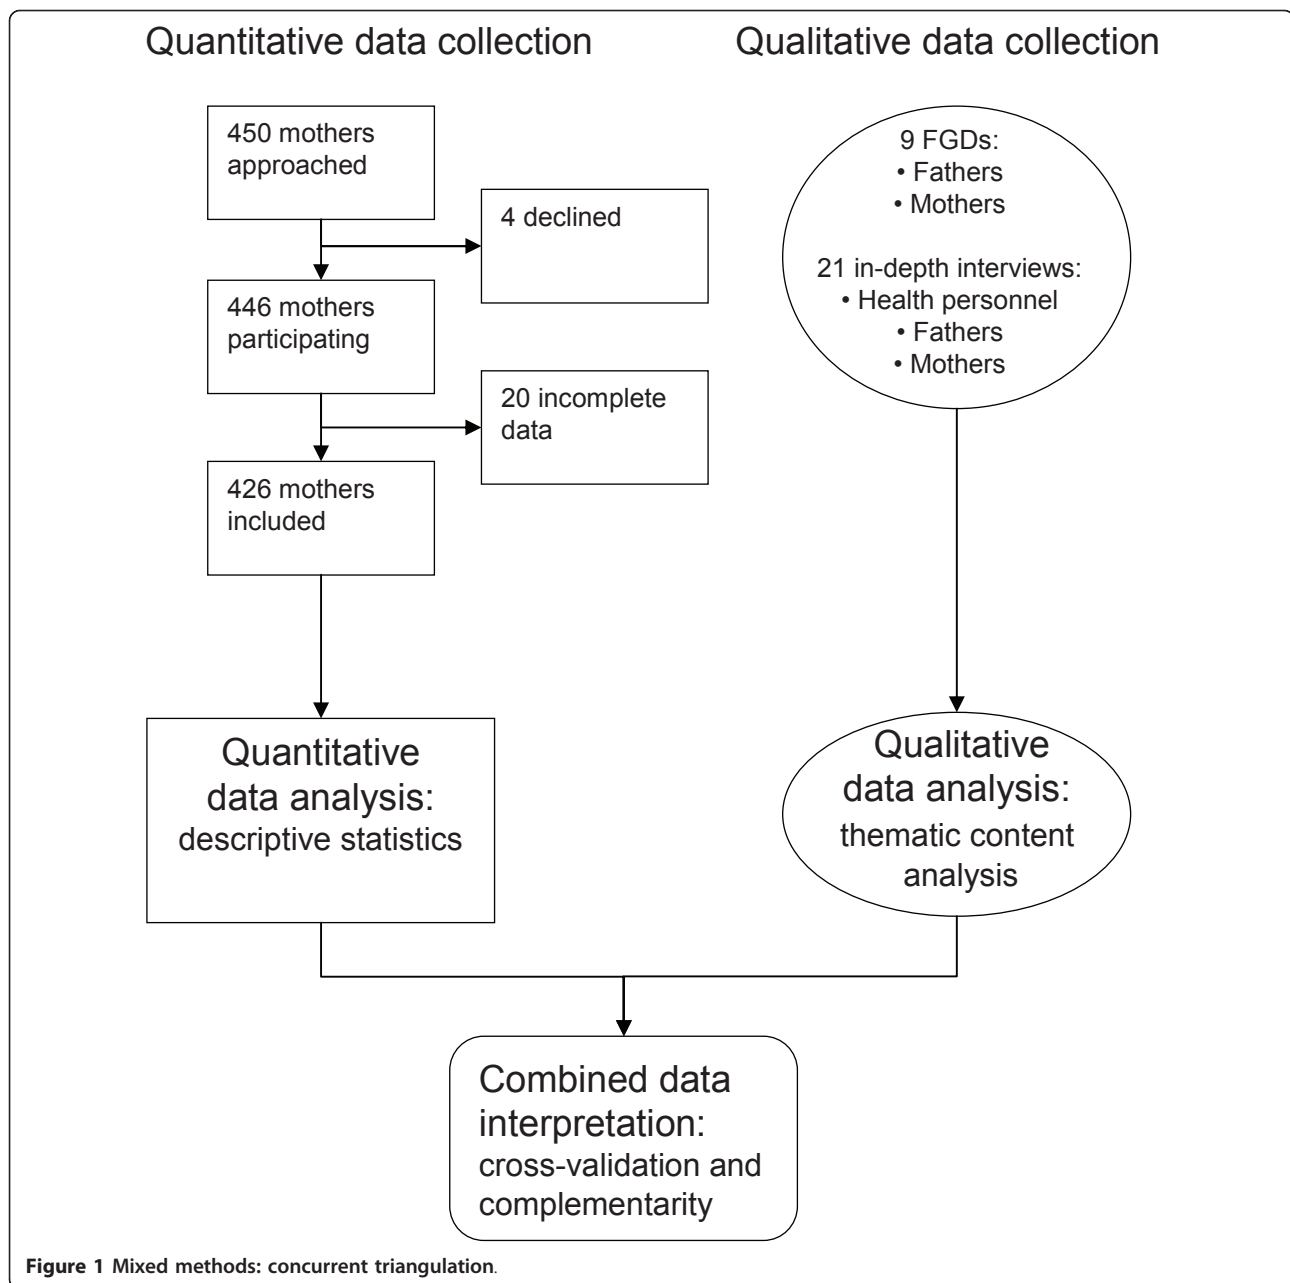 Quantitative data collection
Qualitative data collection
450 mothers
approached
4 declined
446 mothers
participating
20 incomplete
data
426 mothers
included
9 FGDs:
• Fathers
• Mothers
21 in-depth interviews:
• Health personnel
• Fathers
• Mothers
Quantitative
data analysis:
descriptive statistics
Qualitative
data analysis:
thematic content
analysis
Combined data
interpretation:
cross-validation and
complementarity
Figure 1 Mixed methods: concurrent triangulation.